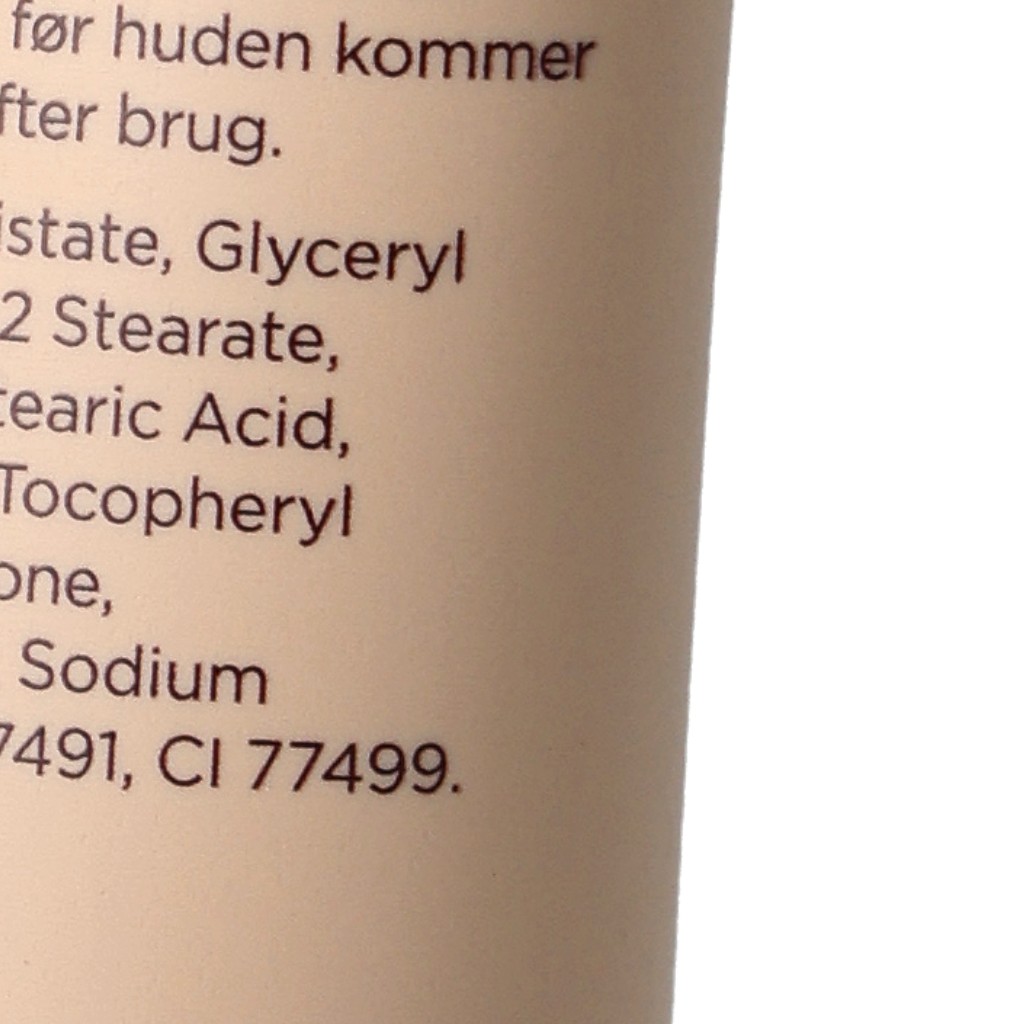 før huden kommer
fter brug.
istate, Glyceryl
2 Stearate,
tearic Acid,
Tocopheryl
one,
Sodium
7491, CI 77499.